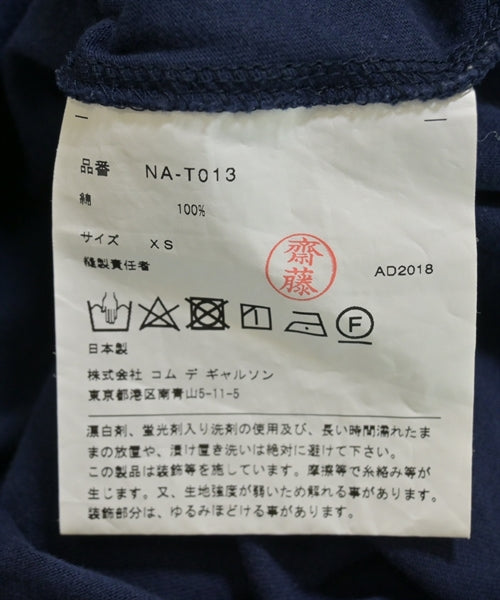 品番 NA-T013
綿 100%
サイズ XS
縫製責任者
齋藤
AD2018
F
日本製
株式会社 コム デ ギャルソン
東京都港区南青山5-11-5
漂白剤、蛍光剤入り洗剤の使用及び、長い時間濡れたま
まの放置や、漬け置き洗いは絶対に避けて下さい。
この製品は装飾等を施しています。摩擦等で糸絡み等が
生じます。又、生地強度が弱いため解れる事があります。
装飾部分は、ゆるみほどける事があります。